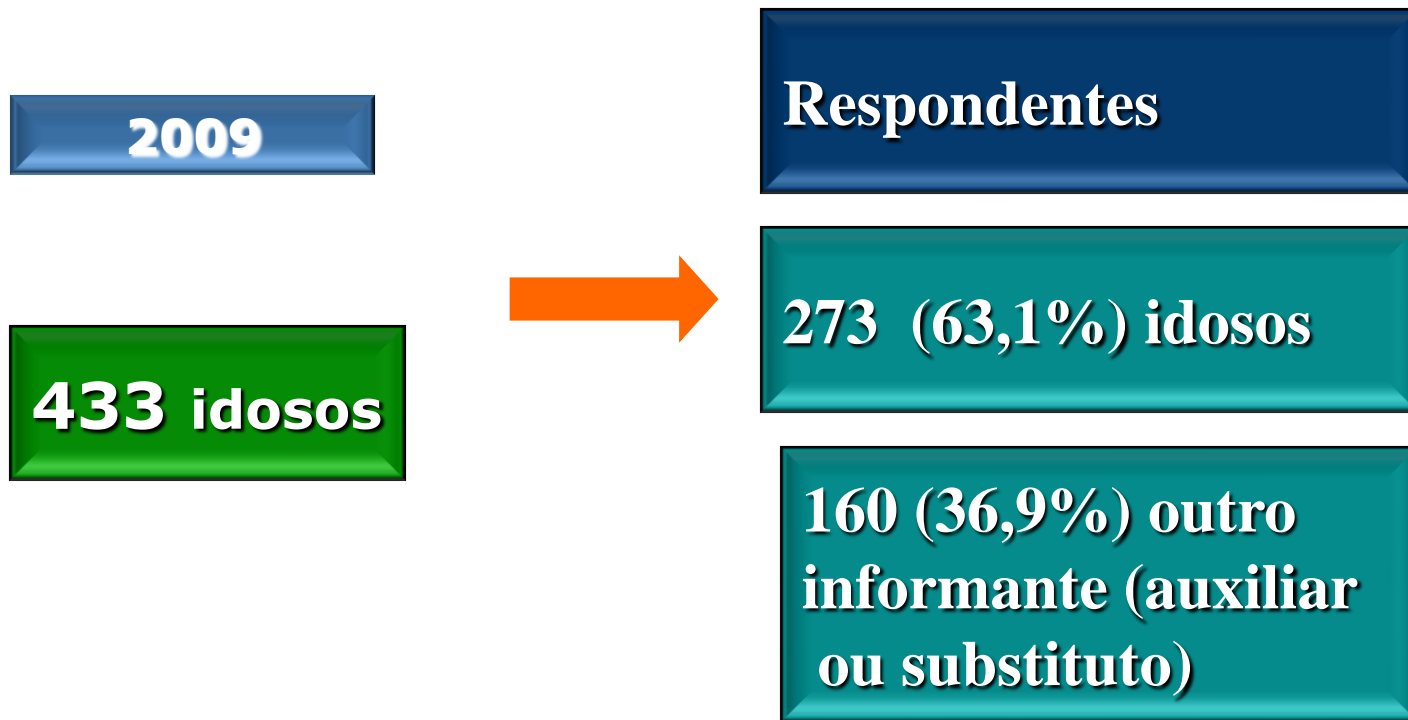 2009
433 idosos
Respondentes
273 (63,1%) idosos
160 (36,9%) outro
informante (auxiliar
ou substituto)